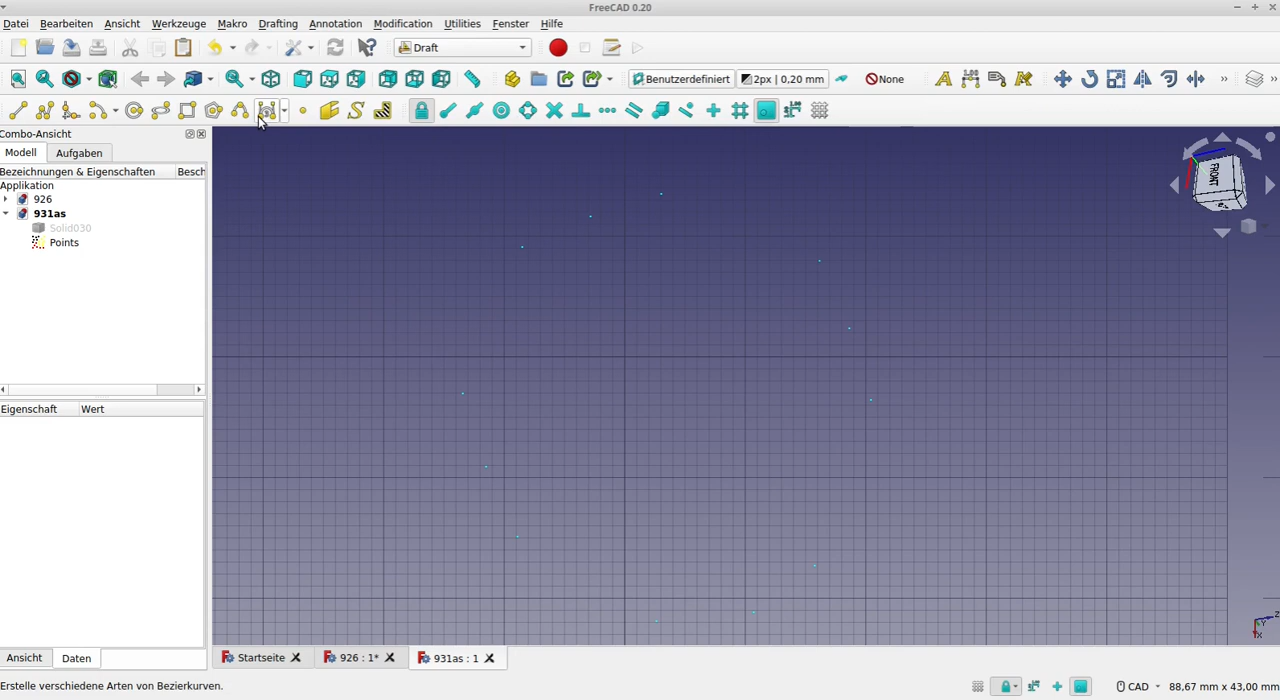 FreeCAD 0.20
Datei Bearbeiten Ansicht Werkzeuge Makro Drafting Annotation Modification Utilities Fenster Hilfe
Draft
Benutzerdefiniert 2px | 0,20 mm None
Combo-Ansicht
Modell Aufgaben
Bezeichnungen & Eigenschaften Besch
Applikation
926
931as
Solid030
Points
FRONT
Eigenschaft Wert
Z
Y
X
Ansicht Daten
Startseite 926 : 1* 931as : 1
Erstelle verschiedene Arten von Bezierkurven.
CAD 88,67 mm x 43,00 mm